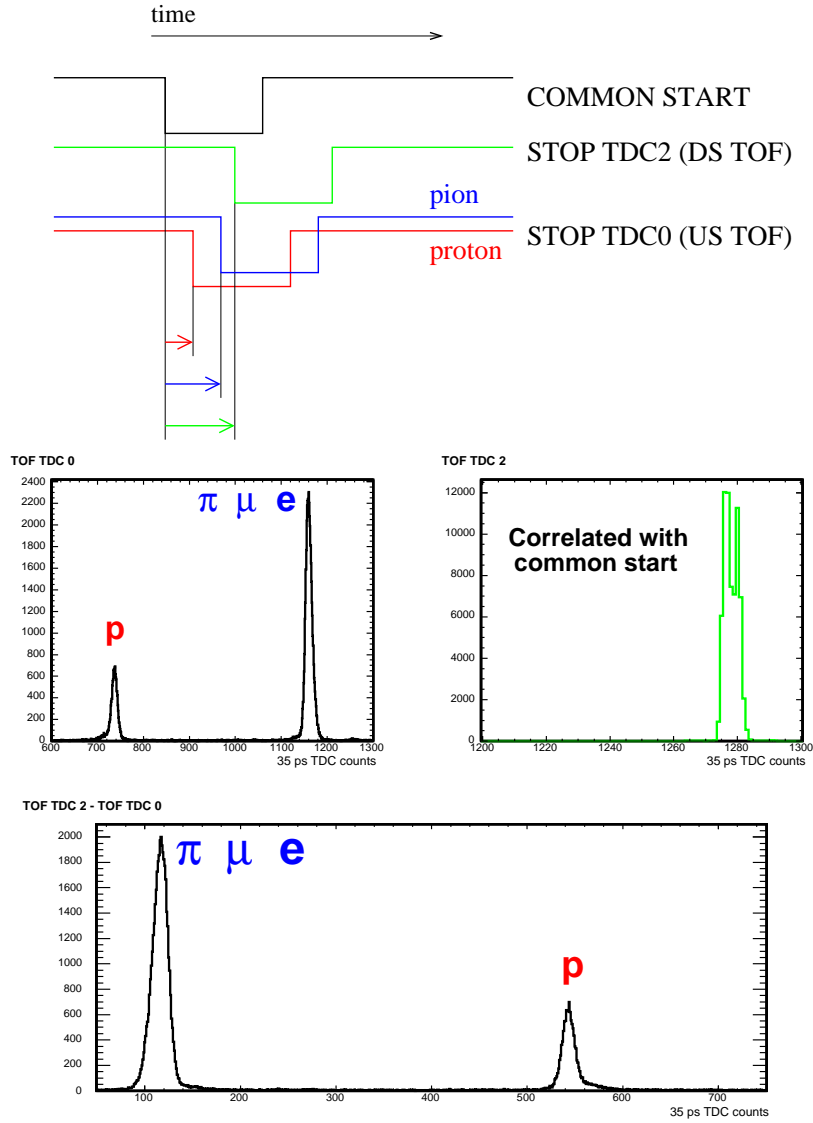 time
COMMON START
STOP TDC2 (DS TOF)
pion
STOP TDC0 (US TOF)
proton
TOF TDC 0
2400
2200
2000
1800
1600
1400
1200
1000
800
600
400
200
0
π μ e
p
600 700 800 900 1000 1100 1200 1300
35 ps TDC counts
TOF TDC 2
12000
10000
8000
6000
4000
2000
0
Correlated with
common start
1200 1220 1240 1260 1280 1300
35 ps TDC counts
TOF TDC 2 - TOF TDC 0
2000
1800
1600
1400
1200
1000
800
600
400
200
0
π μ e
p
100 200 300 400 500 600 700
35 ps TDC counts